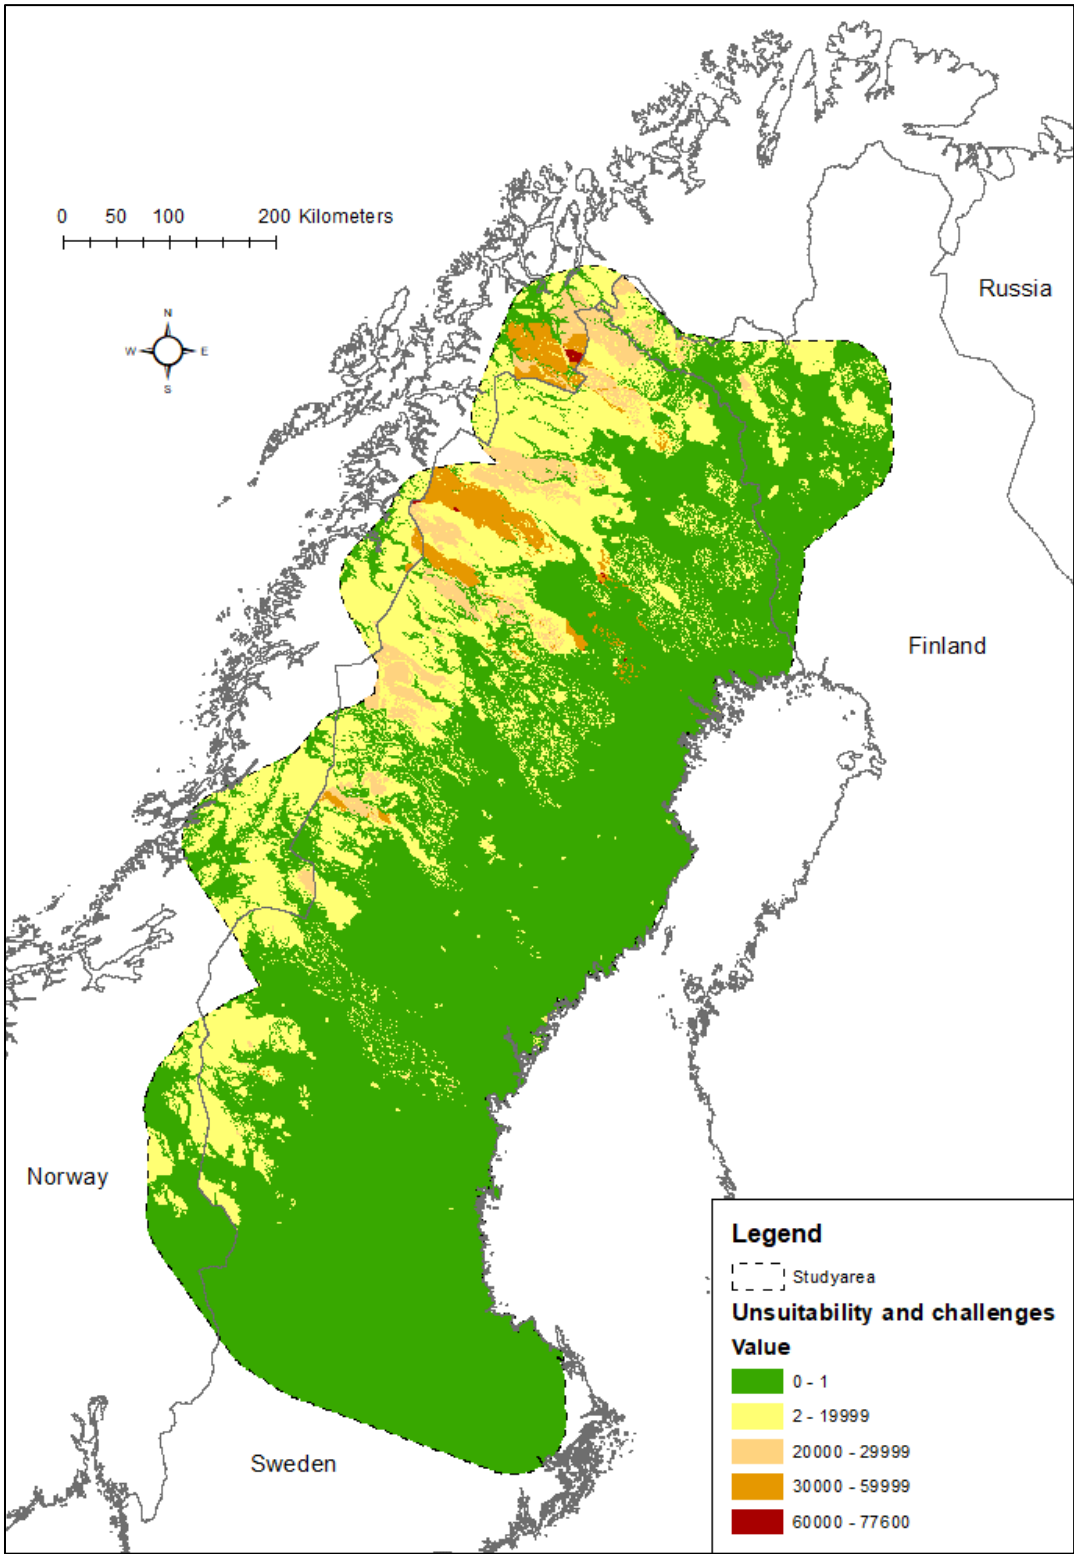 0 50 100 200 Kilometers
N
W E
S
Russia
Finland
Norway
Sweden
Legend
Studyarea
Unsuitability and challenges
Value
0 - 1
2 - 19999
20000 - 29999
30000 - 59999
60000 - 77600